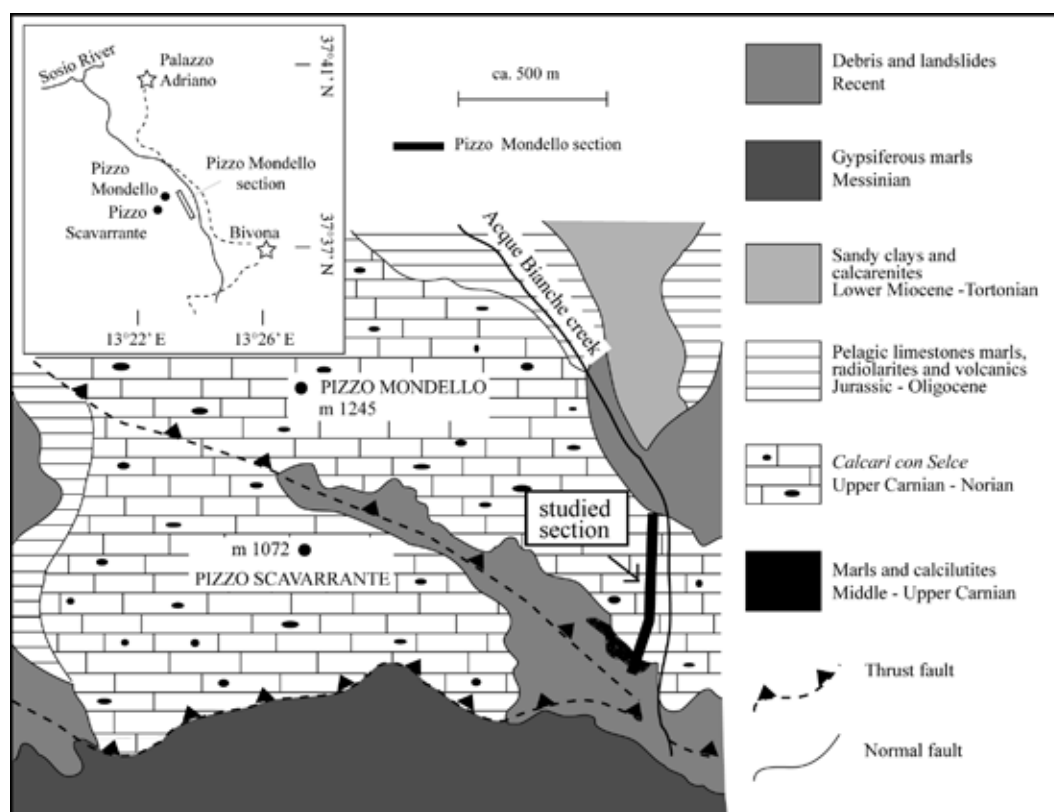 Sosio River
Palazzo
Adriano
37°41' N
Pizzo Mondello
section
Pizzo
Mondello
Pizzo
Scavarrante
Bivona
37°37' N
13°22' E
13°26' E
ca. 500 m
Pizzo Mondello section
Acque Bianche creek
PIZZO MONDELLO
m 1245
studied
section
m 1072
PIZZO SCAVARRANTE
Debris and landslides
Recent
Gypsiferous marls
Messinian
Sandy clays and
calcarenites
Lower Miocene -Tortonian
Pelagic limestones marls,
radiolarites and volcanics
Jurassic - Oligocene
Calcari con Selce
Upper Carnian - Norian
Marls and calcilutites
Middle - Upper Carnian
Thrust fault
Normal fault